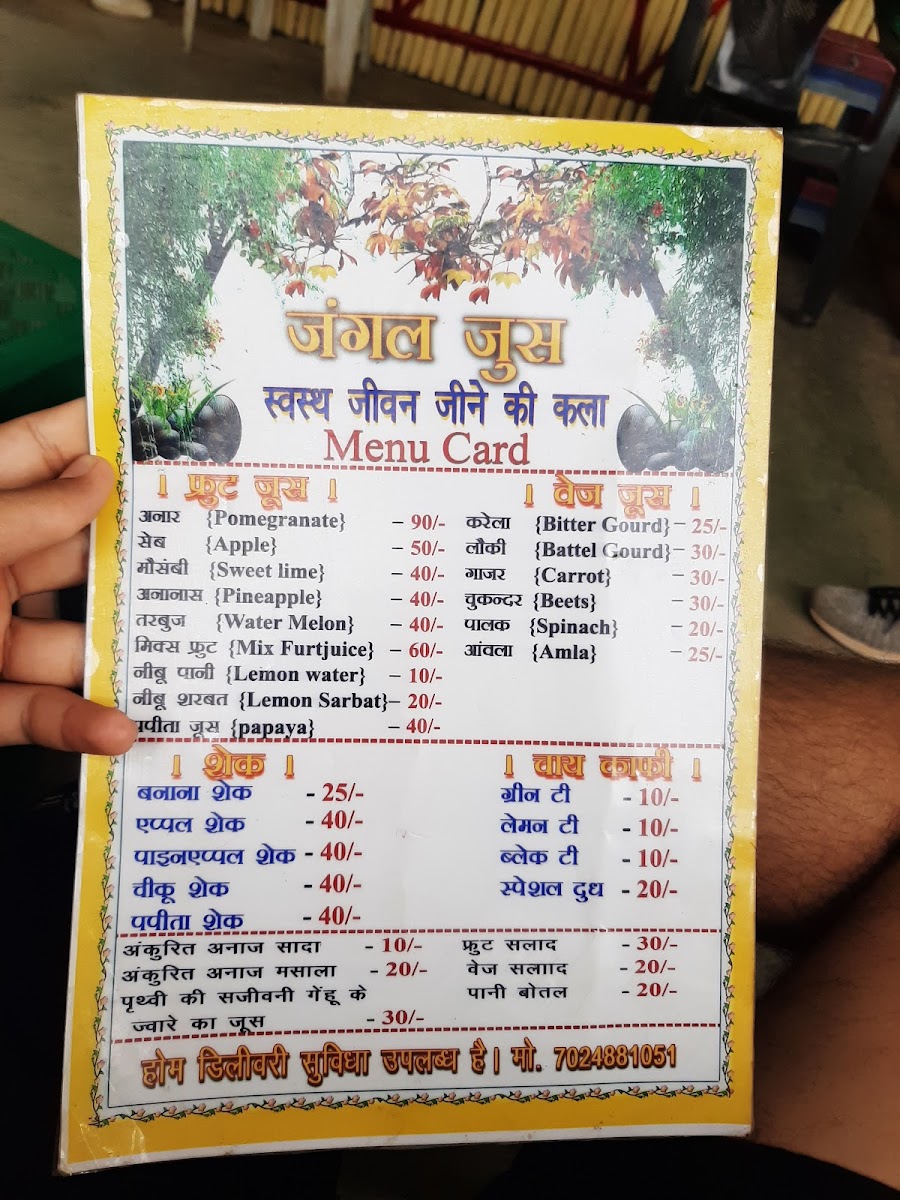 जंगल जुस
स्वस्थ जीवन जीने की कला
Menu Card
। फ्रुट जूस ।
अनार {Pomegranate} – 90/-
सेब {Apple} – 50/-
मौसंबी {Sweet lime} – 40/-
अनानास {Pineapple} – 40/-
तरबुज {Water Melon} – 40/-
मिक्स फ्रुट {Mix Furtjuice} – 60/-
नीबू पानी {Lemon water} – 10/-
नीबू शरबत {Lemon Sarbat} – 20/-
पपीता जूस {papaya} – 40/-
। वेज जूस ।
करेला {Bitter Gourd} – 25/-
लौकी {Battel Gourd} – 30/-
गाजर {Carrot} – 30/-
चुकन्दर {Beets} – 30/-
पालक {Spinach} – 20/-
आंवला {Amla} – 25/-
। शेक ।
बनाना शेक - 25/-
एप्पल शेक - 40/-
पाइनएप्पल शेक - 40/-
चीकू शेक - 40/-
पपीता शेक - 40/-
। चाय काफी ।
ग्रीन टी - 10/-
लेमन टी - 10/-
ब्लेक टी - 10/-
स्पेशल दुध - 20/-
अंकुरित अनाज सादा - 10/-
अंकुरित अनाज मसाला - 20/-
पृथ्वी की सजीवनी गेंहू के
ज्वारे का जूस - 30/-
फ्रुट सलाद - 30/-
वेज सलााद - 20/-
पानी बोतल - 20/-
होम डिलीवरी सुविधा उपलब्ध है। मो. 7024881051